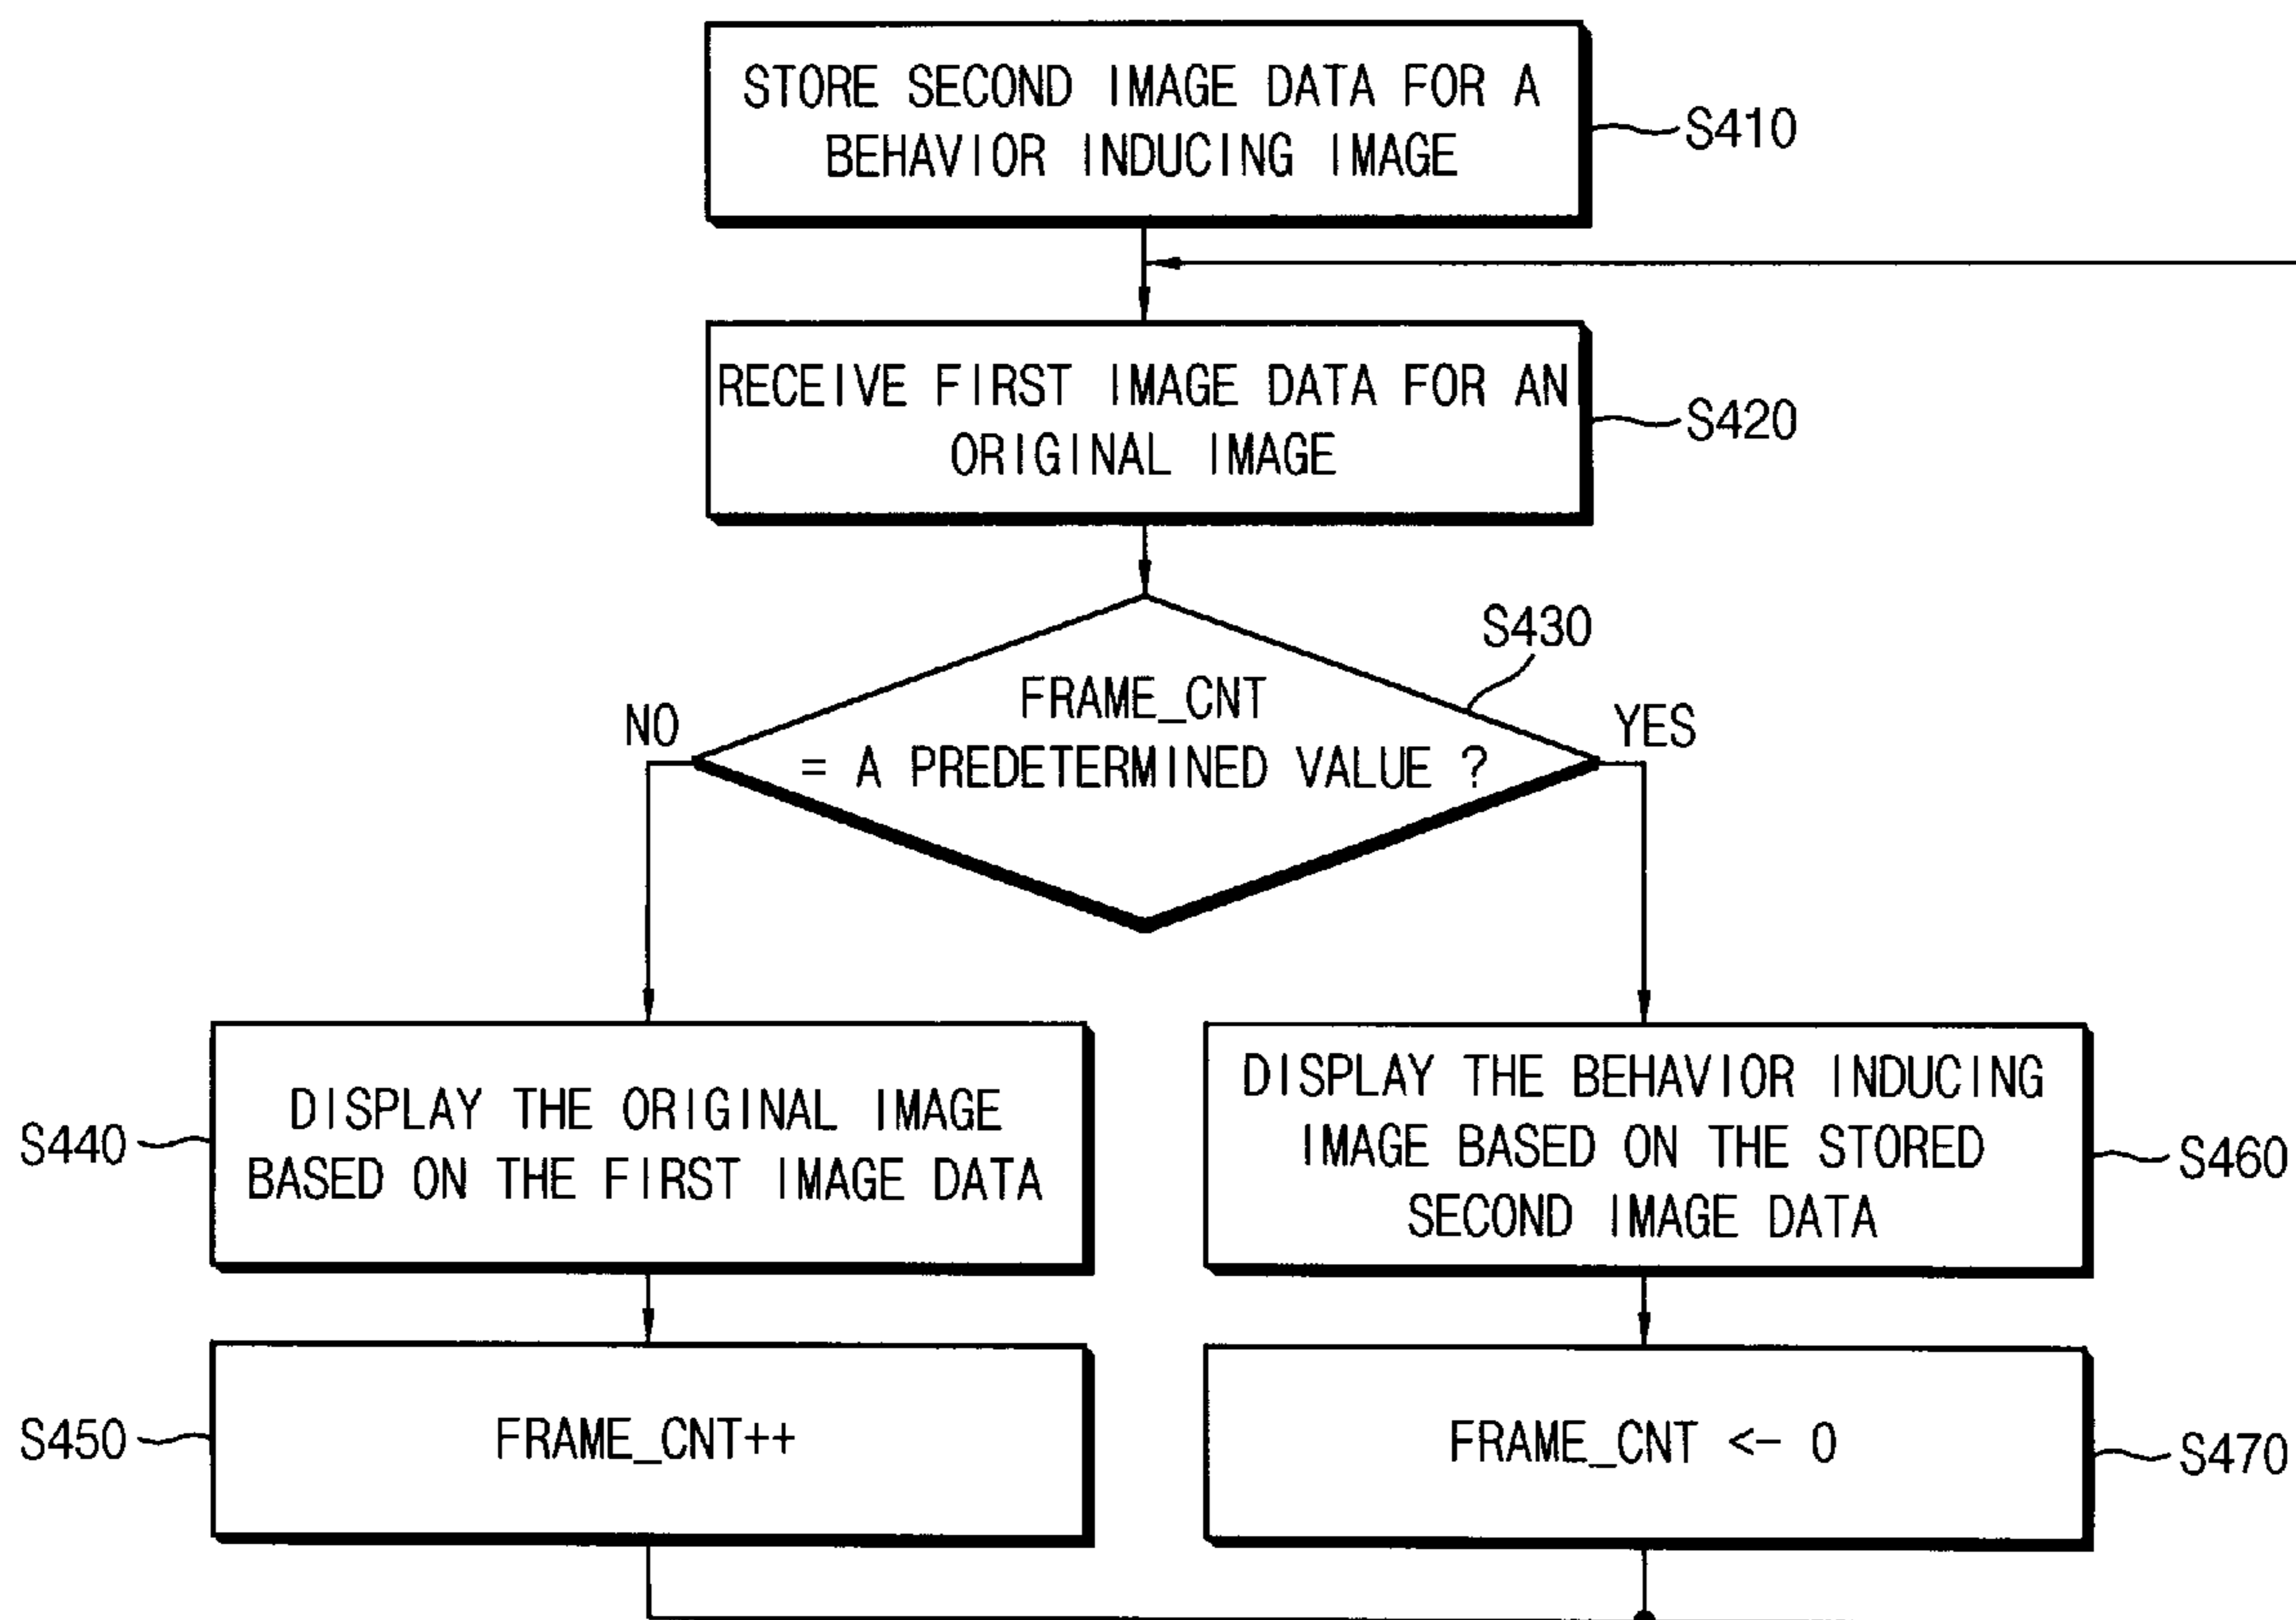 STORE SECOND IMAGE DATA FOR A
BEHAVIOR INDUCING IMAGE
S410
RECEIVE FIRST IMAGE DATA FOR AN
ORIGINAL IMAGE
S420
S430
FRAME_CNT
= A PREDETERMINED VALUE ?
NO
YES
S440
DISPLAY THE ORIGINAL IMAGE
BASED ON THE FIRST IMAGE DATA
DISPLAY THE BEHAVIOR INDUCING
IMAGE BASED ON THE STORED
SECOND IMAGE DATA
S460
S450
FRAME_CNT++
FRAME_CNT <- 0
S470